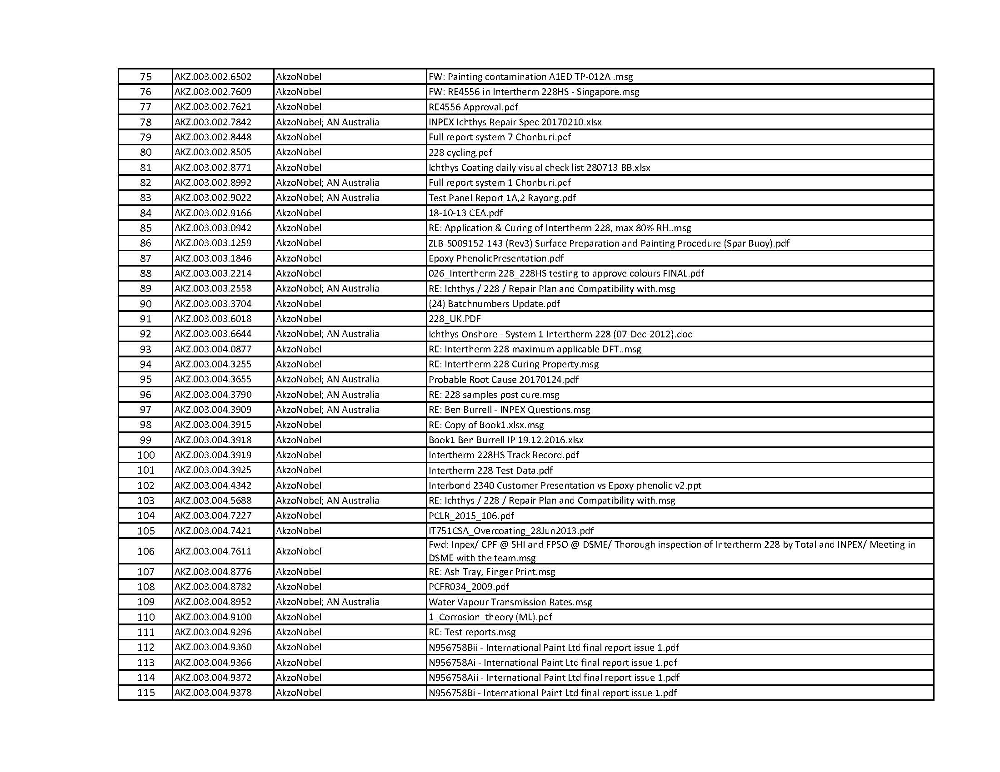 75 AKZ.003.002.6502 AkzoNobel FW: Painting contamination A1ED TP-012A .msg
76 AKZ.003.002.7609 AkzoNobel FW: RE4556 in Intertherm 228HS - Singapore.msg
77 AKZ.003.002.7621 AkzoNobel RE4556 Approval.pdf
78 AKZ.003.002.7842 AkzoNobel; AN Australia INPEX Ichthys Repair Spec 20170210.xlsx
79 AKZ.003.002.8448 AkzoNobel Full report system 7 Chonburi.pdf
80 AKZ.003.002.8505 AkzoNobel 228 cycling.pdf
81 AKZ.003.002.8771 AkzoNobel Ichthys Coating daily visual check list 280713 BB.xlsx
82 AKZ.003.002.8992 AkzoNobel; AN Australia Full report system 1 Chonburi.pdf
83 AKZ.003.002.9022 AkzoNobel; AN Australia Test Panel Report 1A,2 Rayong.pdf
84 AKZ.003.002.9166 AkzoNobel 18-10-13 CEA.pdf
85 AKZ.003.003.0942 AkzoNobel RE: Application & Curing of Intertherm 228, max 80% RH..msg
86 AKZ.003.003.1259 AkzoNobel ZLB-5009152-143 (Rev3) Surface Preparation and Painting Procedure (Spar Buoy).pdf
87 AKZ.003.003.1846 AkzoNobel Epoxy PhenolicPresentation.pdf
88 AKZ.003.003.2214 AkzoNobel 026_Intertherm 228_228HS testing to approve colours FINAL.pdf
89 AKZ.003.003.2558 AkzoNobel; AN Australia RE: Ichthys / 228 / Repair Plan and Compatibility with.msg
90 AKZ.003.003.3704 AkzoNobel (24) Batchnumbers Update.pdf
91 AKZ.003.003.6018 AkzoNobel 228_UK.PDF
92 AKZ.003.003.6644 AkzoNobel; AN Australia Ichthys Onshore - System 1 Intertherm 228 (07-Dec-2012).doc
93 AKZ.003.004.0877 AkzoNobel RE: Intertherm 228 maximum applicable DFT..msg
94 AKZ.003.004.3255 AkzoNobel RE: Intertherm 228 Curing Property.msg
95 AKZ.003.004.3655 AkzoNobel; AN Australia Probable Root Cause 20170124.pdf
96 AKZ.003.004.3790 AkzoNobel; AN Australia RE: 228 samples post cure.msg
97 AKZ.003.004.3909 AkzoNobel; AN Australia RE: Ben Burrell - INPEX Questions.msg
98 AKZ.003.004.3915 AkzoNobel RE: Copy of Book1.xlsx.msg
99 AKZ.003.004.3918 AkzoNobel Book1 Ben Burrell IP 19.12.2016.xlsx
100 AKZ.003.004.3919 AkzoNobel Intertherm 228HS Track Record.pdf
101 AKZ.003.004.3925 AkzoNobel Intertherm 228 Test Data.pdf
102 AKZ.003.004.4342 AkzoNobel Interbond 2340 Customer Presentation vs Epoxy phenolic v2.ppt
103 AKZ.003.004.5688 AkzoNobel; AN Australia RE: Ichthys / 228 / Repair Plan and Compatibility with.msg
104 AKZ.003.004.7227 AkzoNobel PCLR_2015_106.pdf
105 AKZ.003.004.7421 AkzoNobel IT751CSA_Overcoating_28Jun2013.pdf
106 AKZ.003.004.7611 AkzoNobel Fwd: Inpex/ CPF @ SHI and FPSO @ DSME/ Thorough inspection of Intertherm 228 by Total and INPEX/ Meeting in
DSME with the team.msg
107 AKZ.003.004.8776 AkzoNobel RE: Ash Tray, Finger Print.msg
108 AKZ.003.004.8782 AkzoNobel PCFR034_2009.pdf
109 AKZ.003.004.8952 AkzoNobel; AN Australia Water Vapour Transmission Rates.msg
110 AKZ.003.004.9100 AkzoNobel 1_Corrosion_theory (ML).pdf
111 AKZ.003.004.9296 AkzoNobel RE: Test reports.msg
112 AKZ.003.004.9360 AkzoNobel N956758Bii - International Paint Ltd final report issue 1.pdf
113 AKZ.003.004.9366 AkzoNobel N956758Ai - International Paint Ltd final report issue 1.pdf
114 AKZ.003.004.9372 AkzoNobel N956758Aii - International Paint Ltd final report issue 1.pdf
115 AKZ.003.004.9378 AkzoNobel N956758Bi - International Paint Ltd final report issue 1.pdf